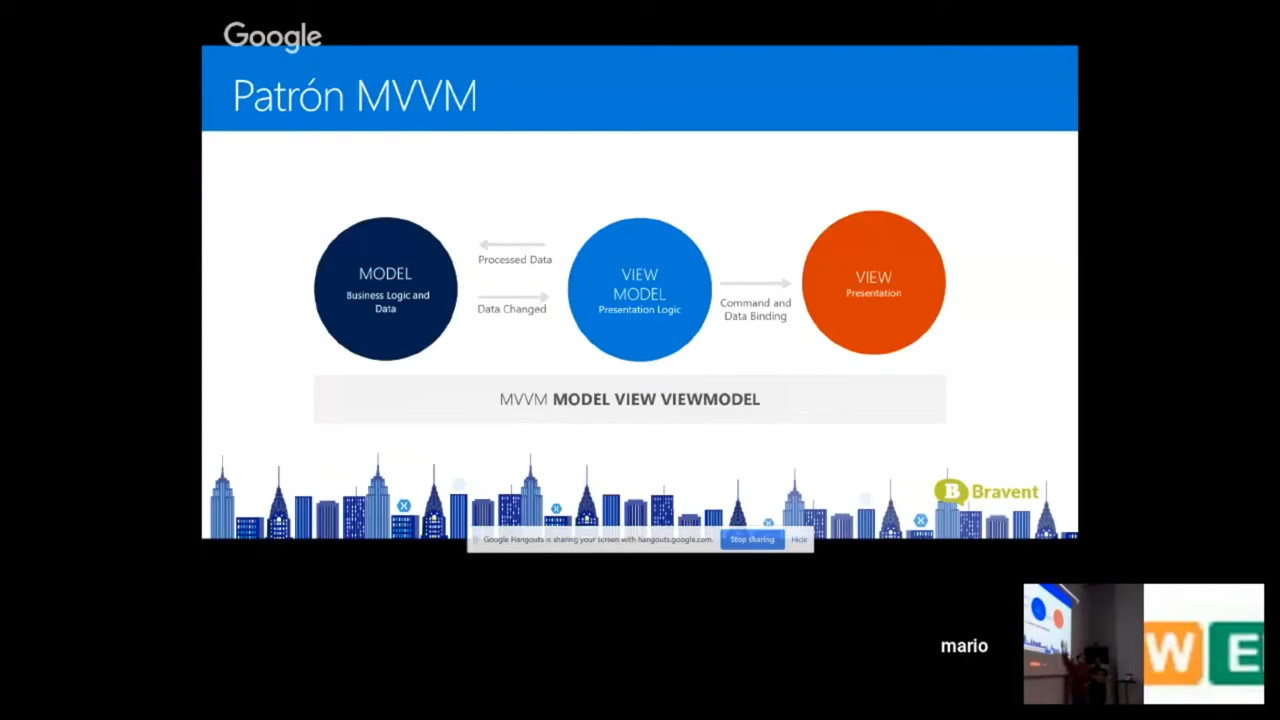 Google
Patrón MVVM
MODEL
Business Logic and
Data
Processed Data
Data Changed
VIEW
MODEL
Presentation Logic
Command and
Data Binding
VIEW
Presentation
MVVM MODEL VIEW VIEWMODEL
B Bravent
Google Hangouts is sharing your screen with hangouts.google.com.
Stop sharing
Hide
mario
W E